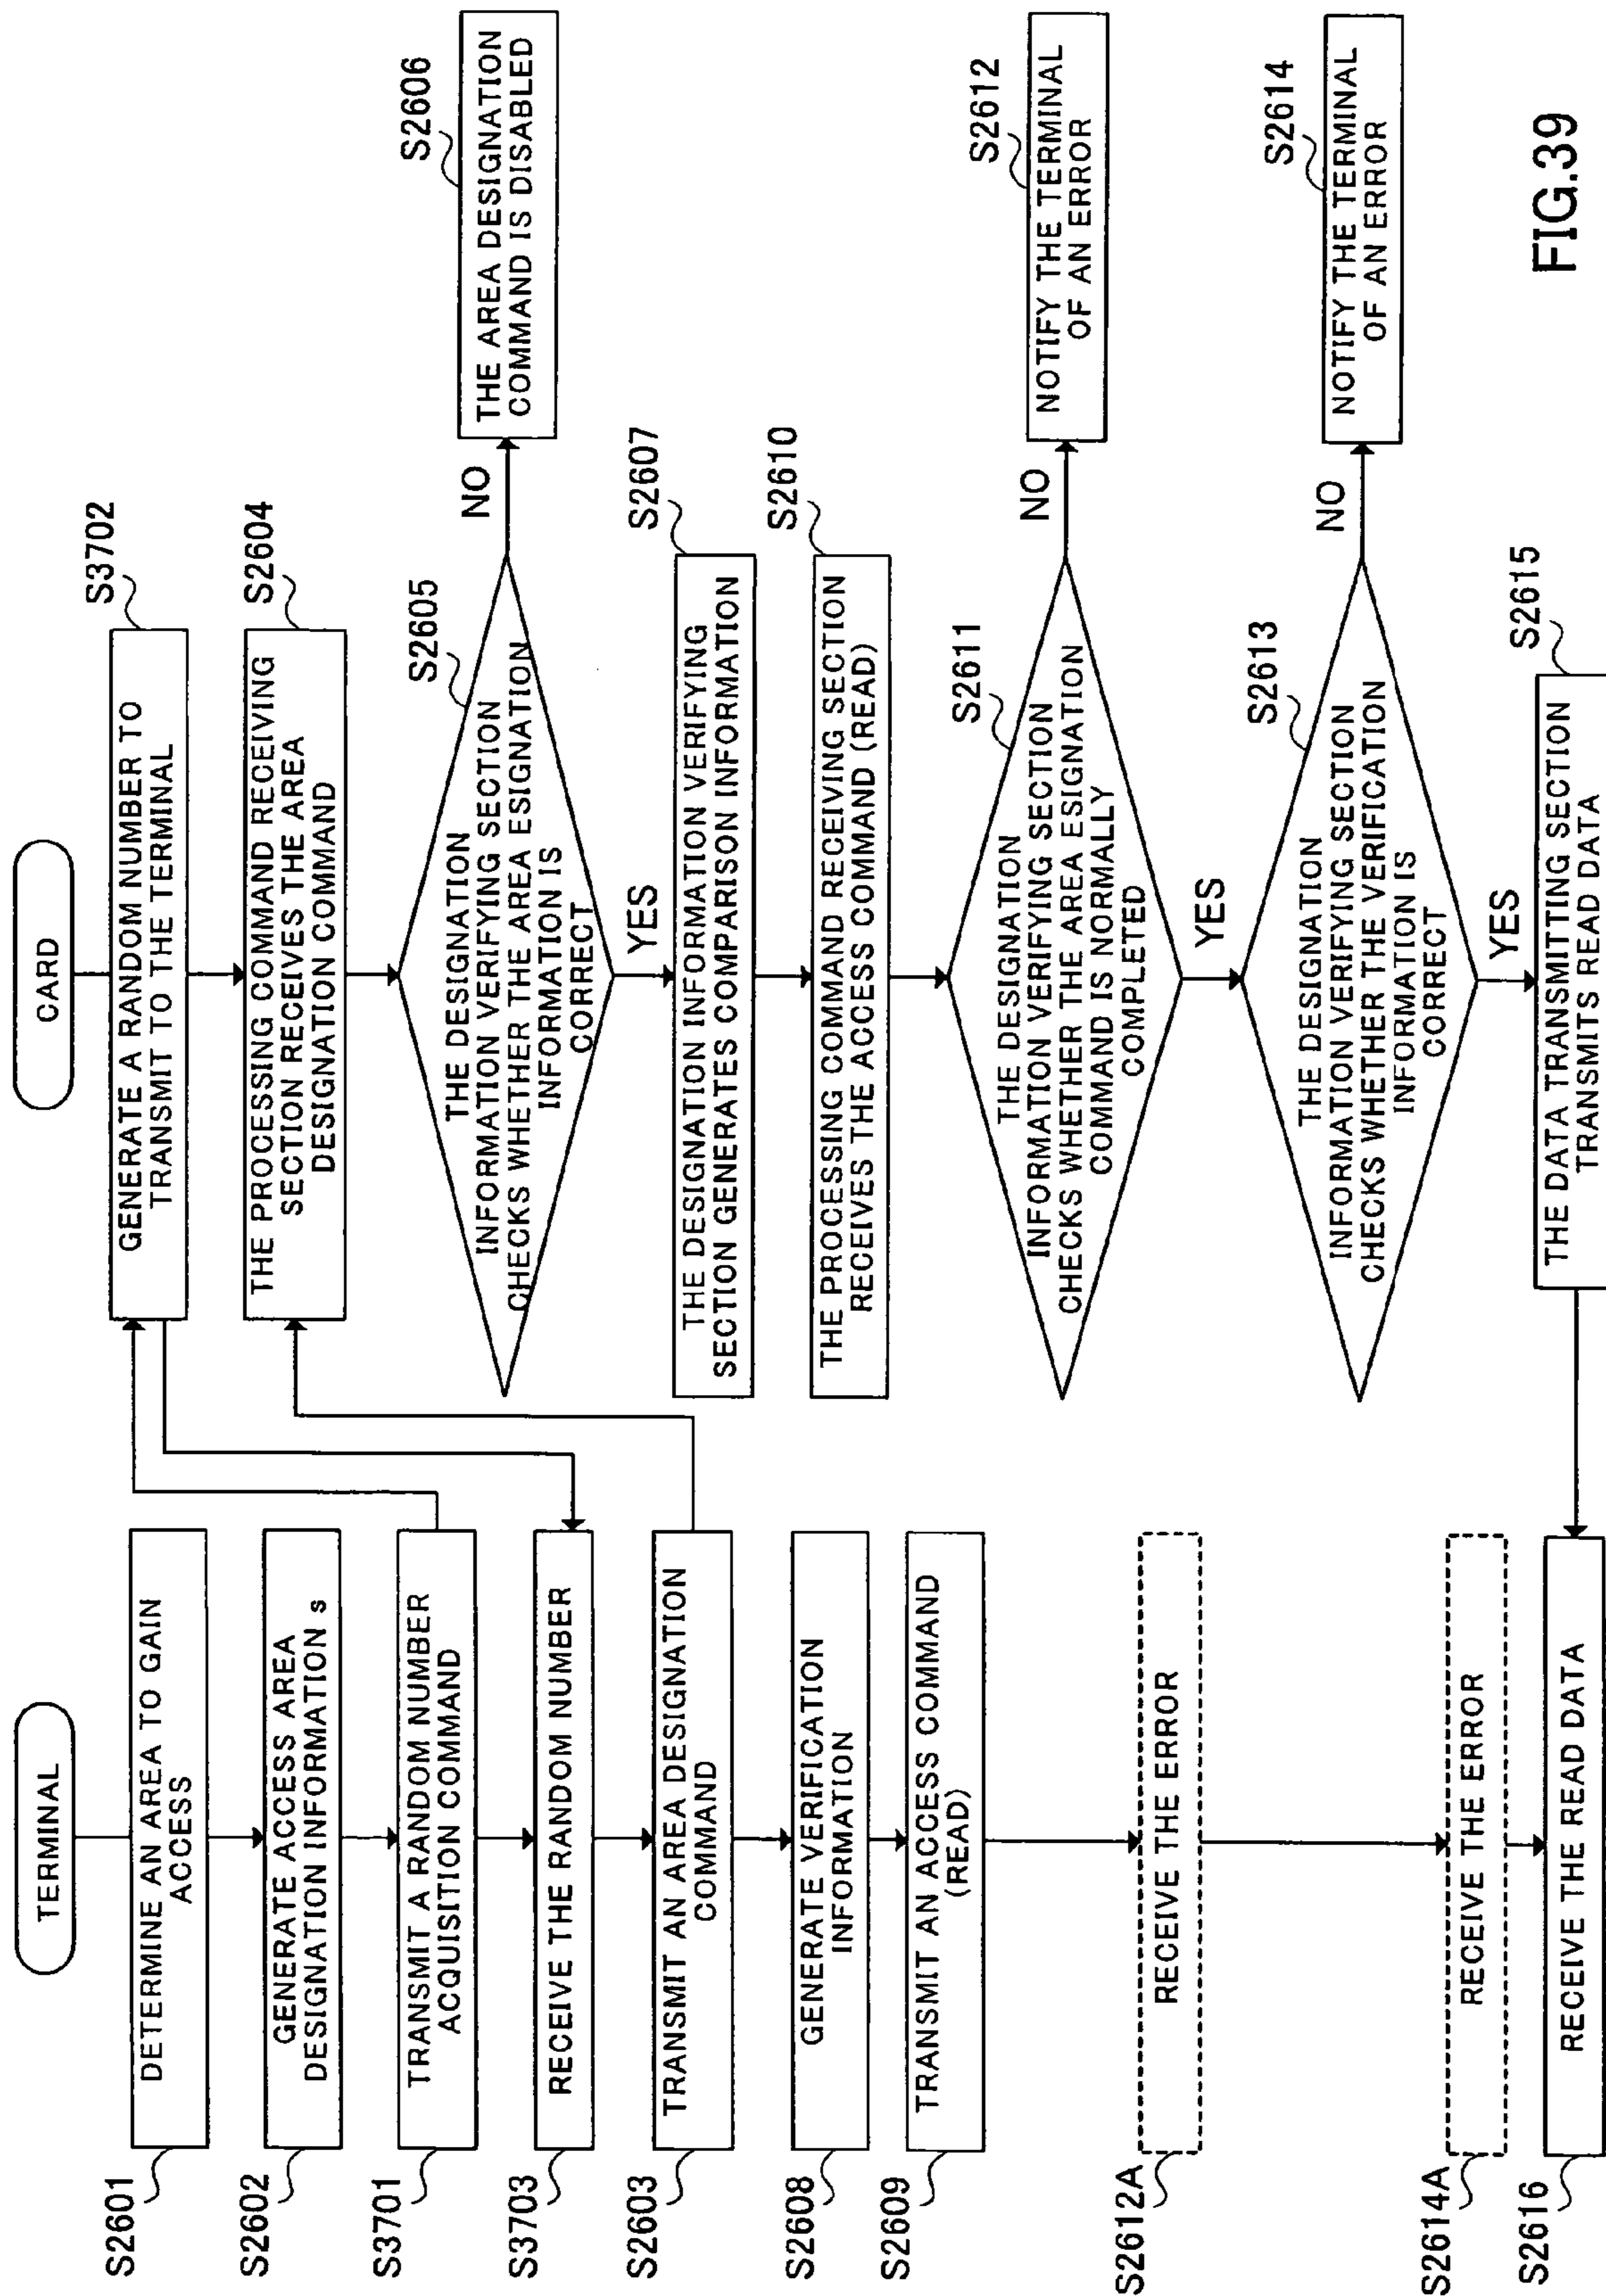 TERMINAL
S2601
DETERMINE AN AREA TO GAIN
ACCESS
S2602
GENERATE ACCESS AREA
DESIGNATION INFORMATION s
S3701
TRANSMIT A RANDOM NUMBER
ACQUISITION COMMAND
S3703
RECEIVE THE RANDOM NUMBER
S2603
TRANSMIT AN AREA DESIGNATION
COMMAND
S2608
GENERATE VERIFICATION
INFORMATION
S2609
TRANSMIT AN ACCESS COMMAND
(READ)
S2612A
RECEIVE THE ERROR
S2614A
RECEIVE THE ERROR
S2616
RECEIVE THE READ DATA
CARD
S3702
GENERATE A RANDOM NUMBER TO
TRANSMIT TO THE TERMINAL
S2604
THE PROCESSING COMMAND RECEIVING
SECTION RECEIVES THE AREA
DESIGNATION COMMAND
S2605
THE DESIGNATION
INFORMATION VERIFYING SECTION
CHECKS WHETHER THE AREA ESIGNATION
INFORMATION IS
CORRECT
NO
S2606
THE AREA DESIGNATION
COMMAND IS DISABLED
YES
S2607
THE DESIGNATION INFORMATION VERIFYING
SECTION GENERATES COMPARISON INFORMATION
S2610
THE PROCESSING COMMAND RECEIVING SECTION
RECEIVES THE ACCESS COMMAND (READ)
S2611
THE DESIGNATION
INFORMATION VERIFYING SECTION
CHECKS WHETHER THE AREA ESIGNATION
COMMAND IS NORMALLY
COMPLETED
NO
S2612
NOTIFY THE TERMINAL
OF AN ERROR
YES
S2613
THE DESIGNATION
INFORMATION VERIFYING SECTION
CHECKS WHETHER THE VERIFICATION
INFORMATION IS
CORRECT
NO
S2614
NOTIFY THE TERMINAL
OF AN ERROR
YES
S2615
THE DATA TRANSMITTING SECTION
TRANSMITS READ DATA
FIG.39